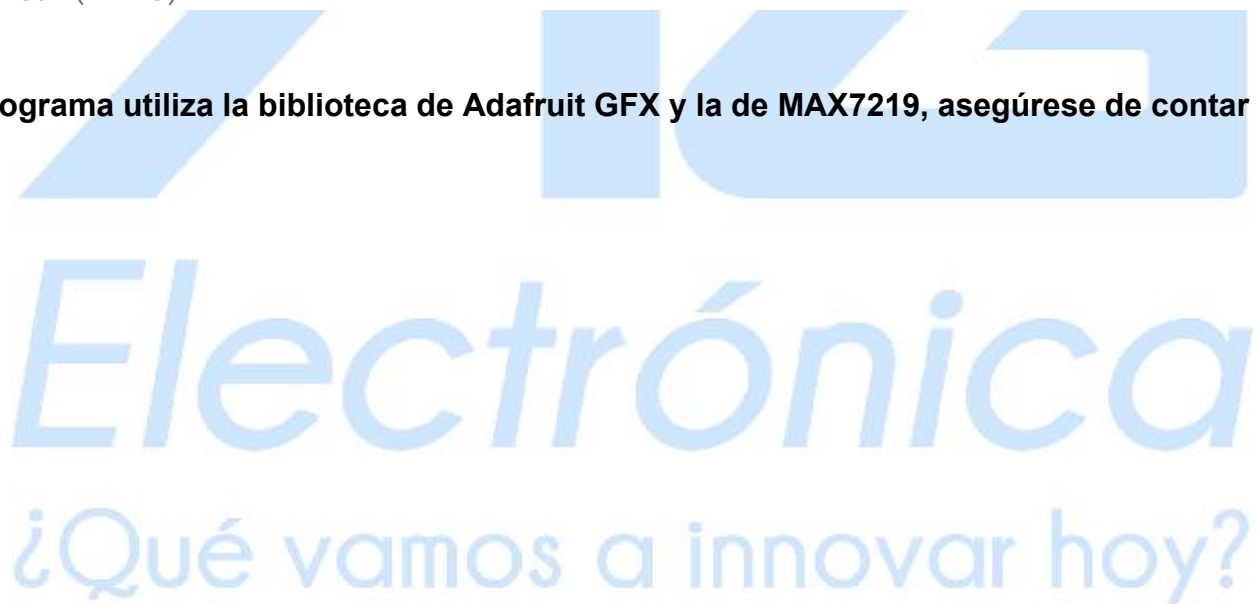 ograma utiliza la biblioteca de Adafruit GFX y la de MAX7219, asegúrese de contar
Electrónica
¿Qué vamos a innovar hoy?